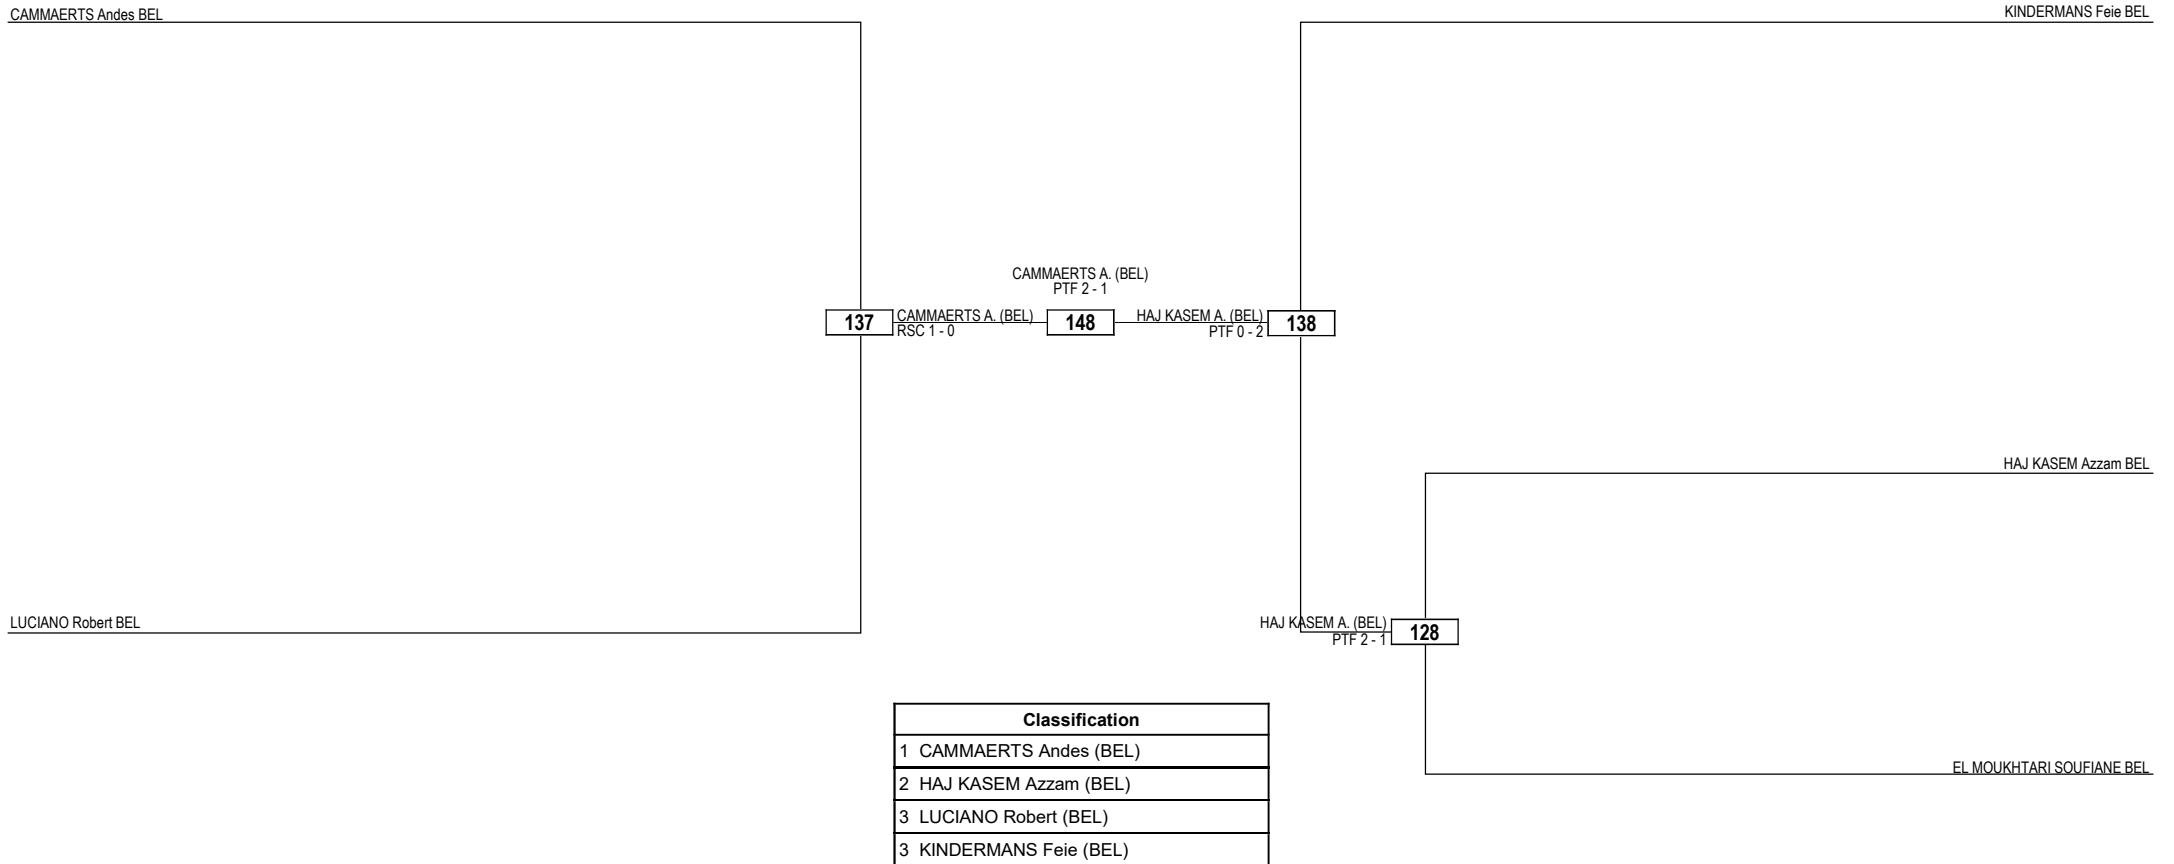 CAMMAERTS Andes BEL
KINDERMANS Feie BEL
CAMMAERTS A. (BEL)
PTF 2 - 1
137
CAMMAERTS A. (BEL)
RSC 1 - 0
148
HAJ KASEM A. (BEL)
PTF 0 - 2
138
HAJ KASEM Azzam BEL
LUCIANO Robert BEL
HAJ KASEM A. (BEL)
PTF 2 - 1
128
EL MOUKHTARI SOUFIANE BEL
Classification
1 CAMMAERTS Andes (BEL)
2 HAJ KASEM Azzam (BEL)
3 LUCIANO Robert (BEL)
3 KINDERMANS Feie (BEL)